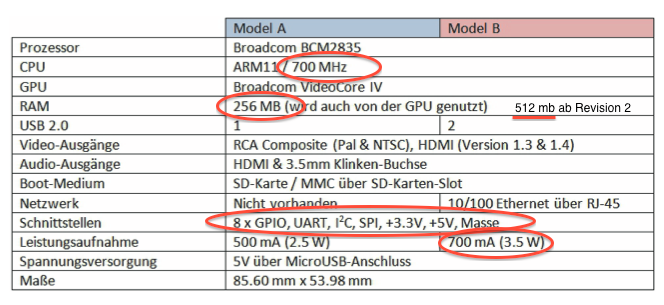 Model A Model B
Prozessor Broadcom BCM2835
CPU ARM11 / 700 MHz
GPU Broadcom VideoCore IV
RAM 256 MB (wird auch von der GPU genutzt) 512 mb ab Revision 2
USB 2.0 1 2
Video-Ausgänge RCA Composite (Pal & NTSC), HDMI (Version 1.3 & 1.4)
Audio-Ausgänge HDMI & 3.5mm Klinken-Buchse
Boot-Medium SD-Karte / MMC über SD-Karten-Slot
Netzwerk Nicht vorhanden 10/100 Ethernet über RJ-45
Schnittstellen 8 x GPIO, UART, I²C, SPI, +3.3V, +5V, Masse
Leistungsaufnahme 500 mA (2.5 W) 700 mA (3.5 W)
Spannungsversorgung 5V über MicroUSB-Anschluss
Maße 85.60 mm x 53.98 mm